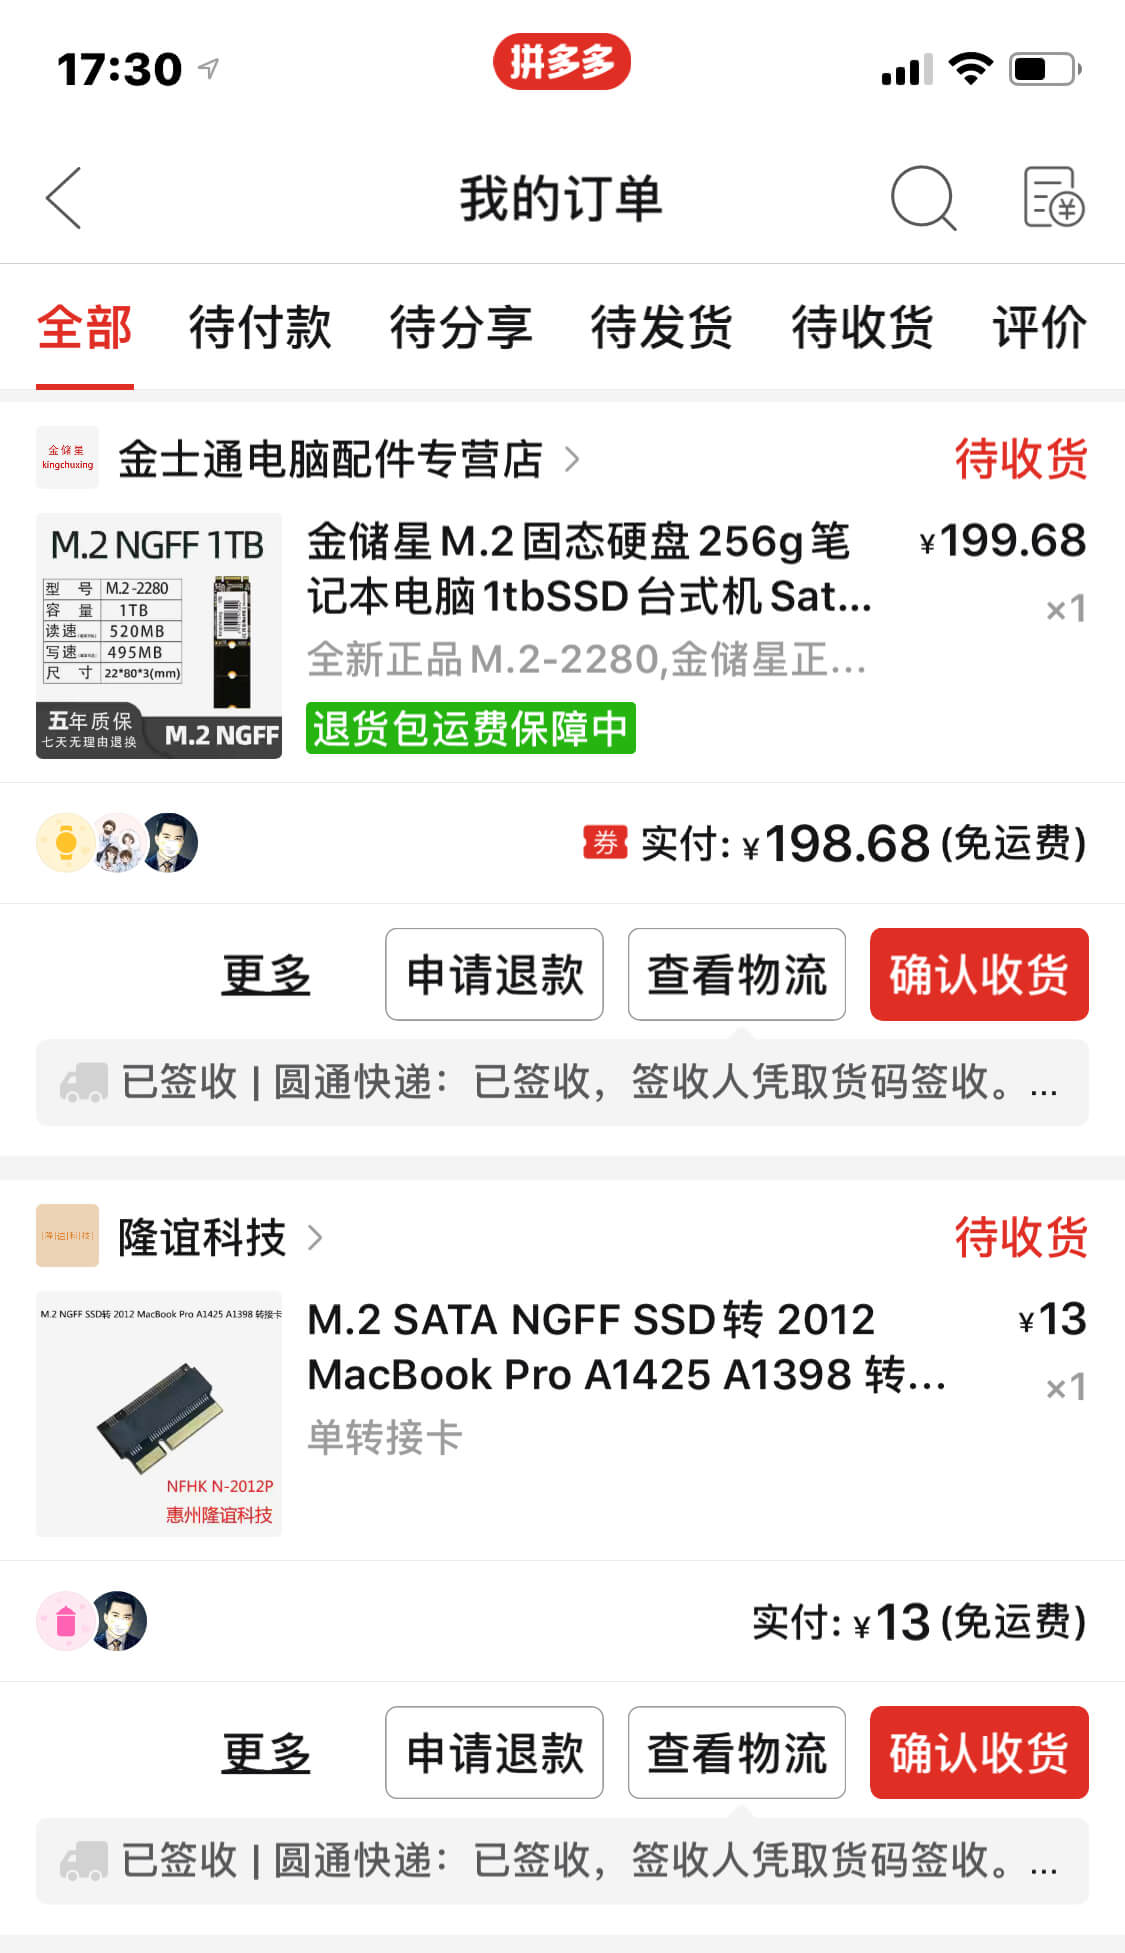 17:30
拼多多
我的订单
全部 待付款 待分享 待发货 待收货 评价
金储星
kingchuxing
金士通电脑配件专营店
待收货
M.2 NGFF 1TB
型 号 M.2-2280
容 量 1TB
读速 520MB
写速 495MB
尺 寸 22*80*3(mm)
五年质保
七天无理由退换
M.2 NGFF
金储星M.2固态硬盘256g笔
记本电脑1tbSSD台式机Sat...
¥199.68
×1
全新正品M.2-2280,金储星正...
退货包运费保障中
券 实付: ¥198.68 (免运费)
更多 申请退款 查看物流 确认收货
已签收 | 圆通快递：已签收，签收人凭取货码签收。...
隆谊科技
待收货
M.2 NGFF SSD转 2012 MacBook Pro A1425 A1398 转接卡
NFHK N-2012P
惠州隆谊科技
M.2 SATA NGFF SSD转 2012
MacBook Pro A1425 A1398 转...
¥13
×1
单转接卡
实付: ¥13 (免运费)
更多 申请退款 查看物流 确认收货
已签收 | 圆通快递：已签收，签收人凭取货码签收。...